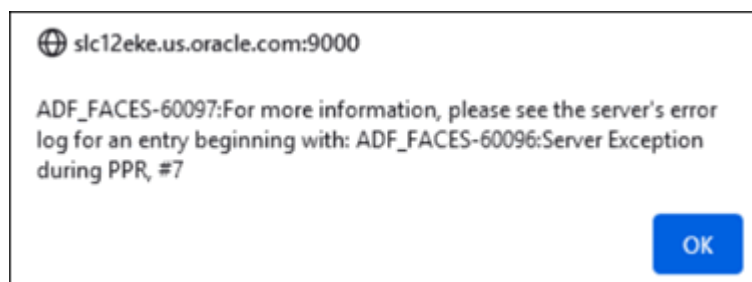 slc12eke.us.oracle.com:9000
ADF_FACES-60097:For more information, please see the server's error
log for an entry beginning with: ADF_FACES-60096:Server Exception
during PPR, #7
OK